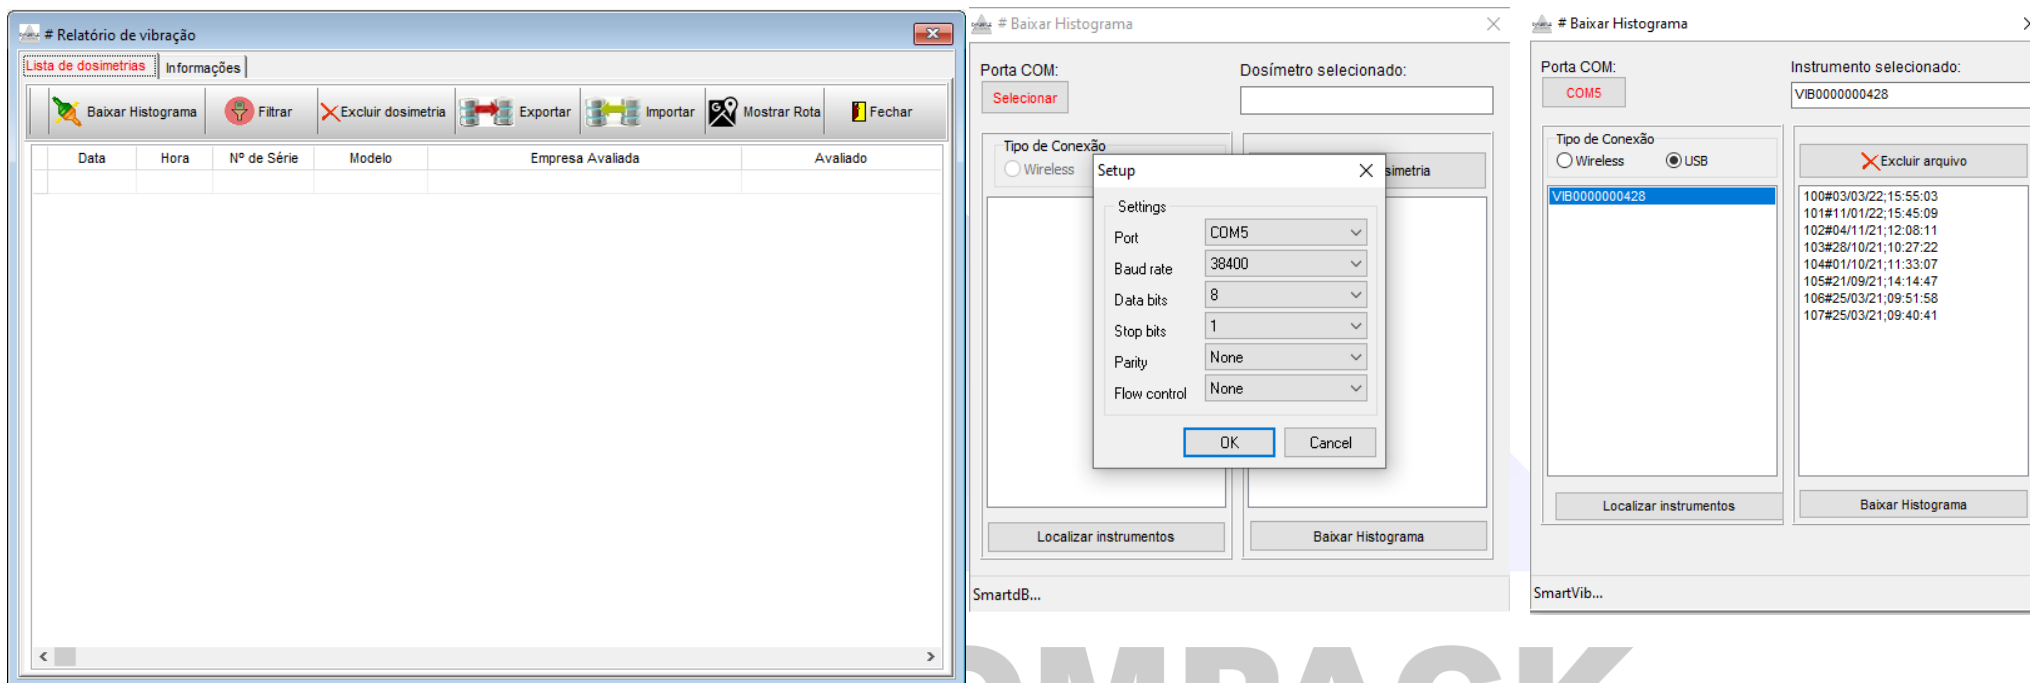 # Relatório de vibração
Lista de dosimetrias
Informações
Baixar Histograma
Filtrar
Excluir dosimetria
Exportar
Importar
Mostrar Rota
Fechar
Data Hora Nº de Série Modelo Empresa Avaliada Avaliado
# Baixar Histograma
Porta COM:
Dosímetro selecionado:
Selecionar
Tipo de Conexão
Wireless
simetria
Setup
Settings
Port COM5
Baud rate 38400
Data bits 8
Stop bits 1
Parity None
Flow control None
OK Cancel
Localizar instrumentos
Baixar Histograma
SmartdB...
# Baixar Histograma
Porta COM:
Instrumento selecionado:
COM5
VIB0000000428
Tipo de Conexão
Wireless USB
Excluir arquivo
VIB0000000428
100#03/03/22;15:55:03
101#11/01/22;15:45:09
102#04/11/21;12:08:11
103#28/10/21;10:27:22
104#01/10/21;11:33:07
105#21/09/21;14:14:47
106#25/03/21;09:51:58
107#25/03/21;09:40:41
Localizar instrumentos
Baixar Histograma
SmartVib...